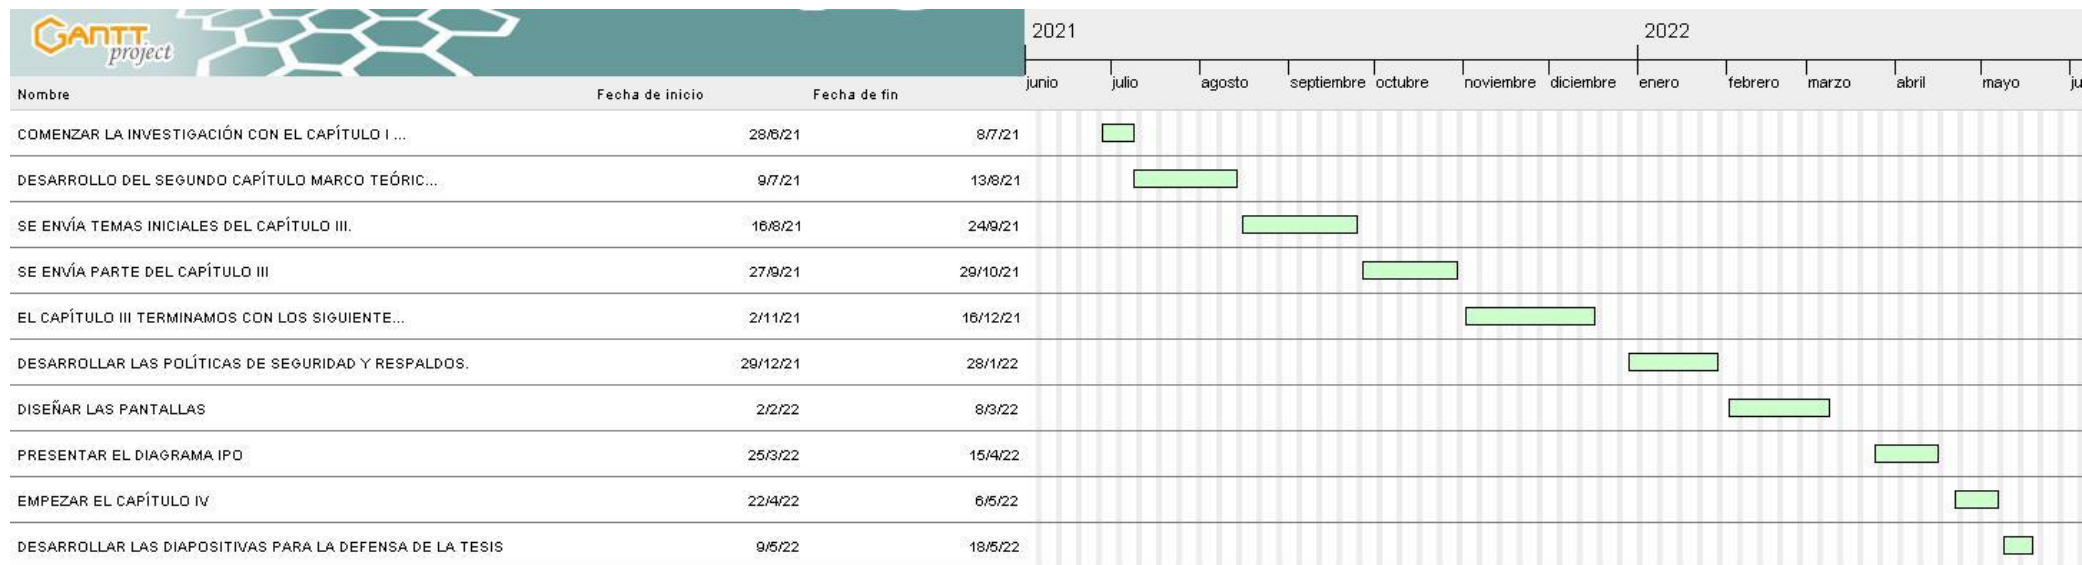 GANTT
project
2021 2022
junio julio agosto septiembre octubre noviembre diciembre enero febrero marzo abril mayo ju
Nombre Fecha de inicio Fecha de fin
COMENZAR LA INVESTIGACIÓN CON EL CAPÍTULO I ... 28/6/21 8/7/21
DESARROLLO DEL SEGUNDO CAPÍTULO MARCO TEÓRIC... 9/7/21 13/8/21
SE ENVÍA TEMAS INICIALES DEL CAPÍTULO III. 16/8/21 24/9/21
SE ENVÍA PARTE DEL CAPÍTULO III 27/9/21 29/10/21
EL CAPÍTULO III TERMINAMOS CON LOS SIGUIENTE... 2/11/21 16/12/21
DESARROLLAR LAS POLÍTICAS DE SEGURIDAD Y RESPALDOS. 29/12/21 28/1/22
DISEÑAR LAS PANTALLAS 2/2/22 8/3/22
PRESENTAR EL DIAGRAMA IPO 25/3/22 15/4/22
EMPEZAR EL CAPÍTULO IV 22/4/22 6/5/22
DESARROLLAR LAS DIAPOSITIVAS PARA LA DEFENSA DE LA TESIS 9/5/22 18/5/22